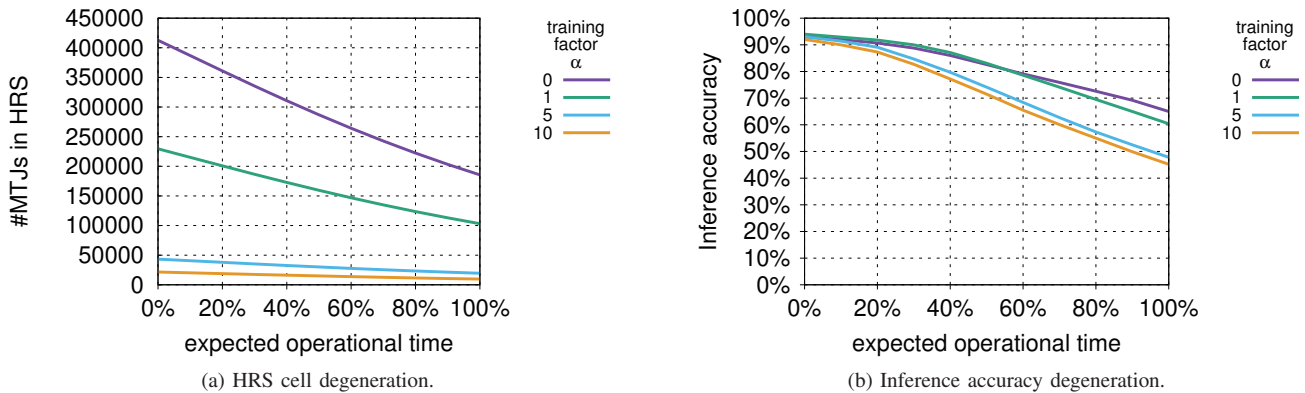 450000
400000
350000
300000
250000
200000
150000
100000
50000
0
#MTJs in HRS
0% 20% 40% 60% 80% 100%
expected operational time
training
factor
α
0
1
5
10
(a) HRS cell degeneration.
100%
90%
80%
70%
60%
50%
40%
30%
20%
10%
0%
Inference accuracy
0% 20% 40% 60% 80% 100%
expected operational time
training
factor
α
0
1
5
10
(b) Inference accuracy degeneration.